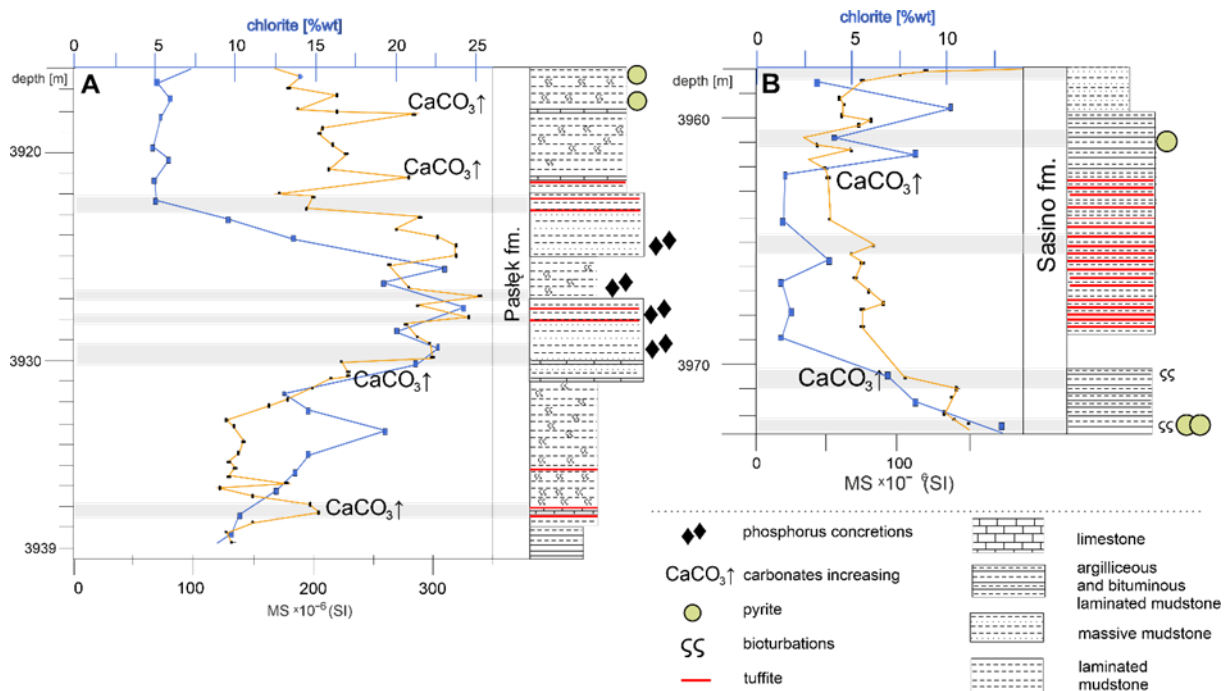 chlorite [%wt]
0 5 10 15 20 25
depth [m]
A
CaCO₃↑
3920
CaCO₃↑
Pasłęk fm.
3930
CaCO₃↑
CaCO₃↑
3939
0 100 200 300
MS ×10⁻⁶ (SI)
chlorite [%wt]
0 5 10
depth [m]
B
3960
CaCO₃↑
Sasino fm.
3970
CaCO₃↑
0 100
MS ×10⁻ (SI)
phosphorus concretions
CaCO₃↑ carbonates increasing
pyrite
bioturbations
tuffite
limestone
argilliceous
and bituminous
laminated mudstone
massive mudstone
laminated
mudstone